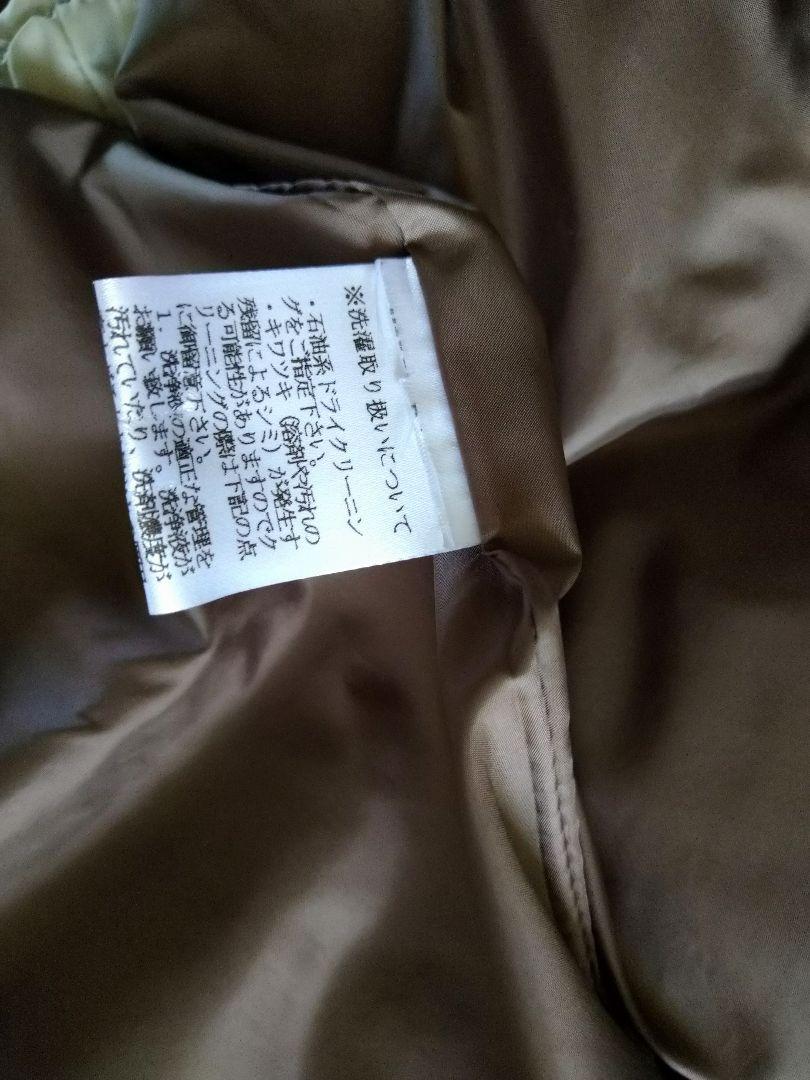 ※洗濯取り扱いについて
・石油系ドライクリーニン
グをご指定下さい。
・キワツキ（溶剤や汚れの
残留によるシミ）が発生す
る可能性がありますのでク
リーニングの際は下記の点
に御留意下さい。
1. 洗浄液の適正な管理を
お願い致します。洗浄液が
汚れていたり、洗剤濃度が